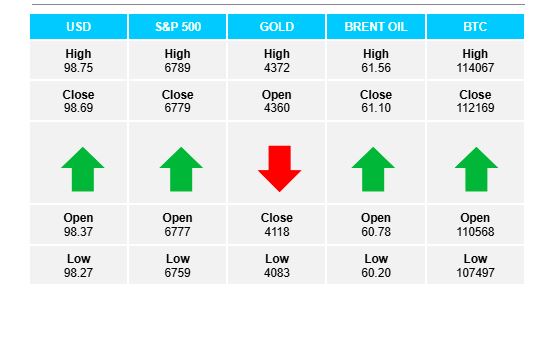 USD S&P 500 GOLD BRENT OIL BTC
High High High High High
98.75 6789 4372 61.56 114067
Close Close Open Close Close
98.69 6779 4360 61.10 112169
Open Open Close Open Open
98.37 6777 4118 60.78 110568
Low Low Low Low Low
98.27 6759 4083 60.20 107497